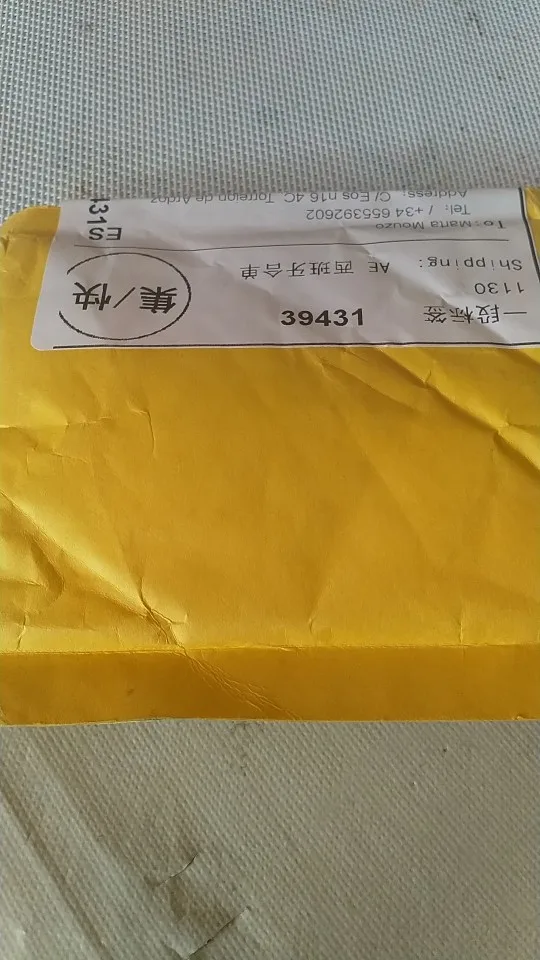 一段标签 39431
1130
Shipping: AE 西班牙合单
集/快
To: Marta Mouzo
ES
Tel: / +34 655392602
Address: C/ Eos n16 4C, Torrejon de Ardoz